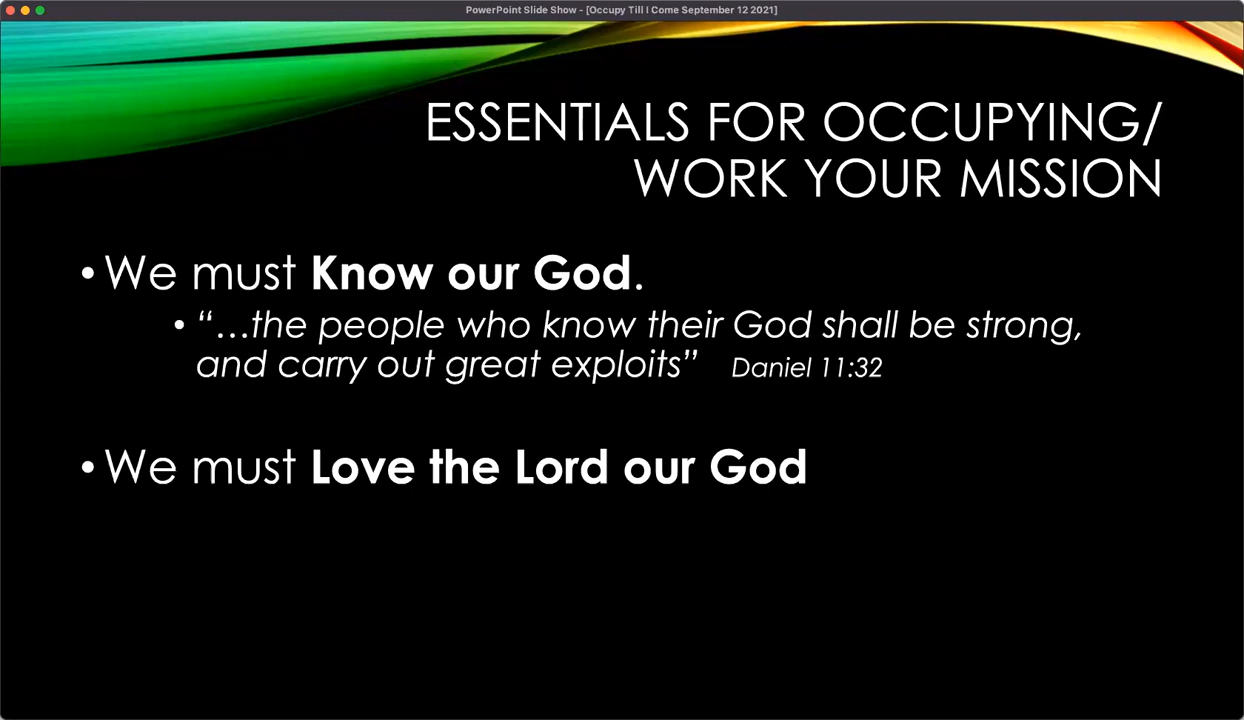 PowerPoint Slide Show - [Occupy Till I Come September 12 2021]
ESSENTIALS FOR OCCUPYING/
WORK YOUR MISSION
• We must Know our God.
• “…the people who know their God shall be strong,
and carry out great exploits” Daniel 11:32
• We must Love the Lord our God